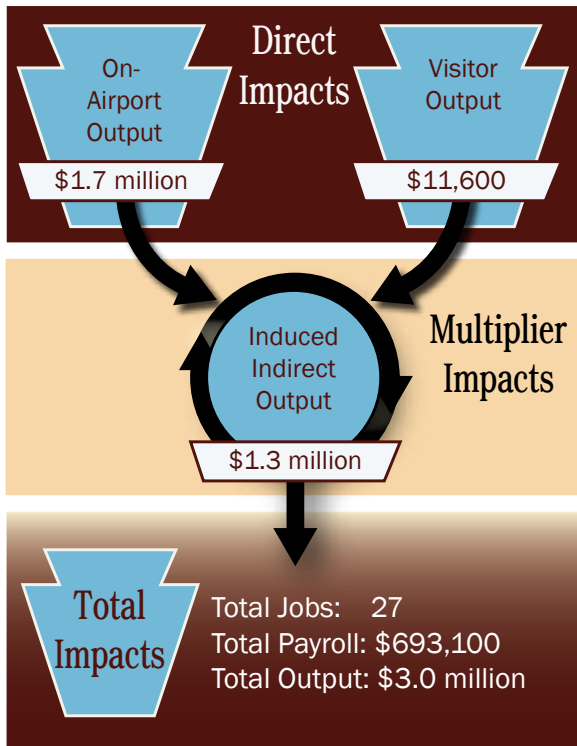 Direct
Impacts
On-
Airport
Output
$1.7 million
Visitor
Output
$11,600
Multiplier
Impacts
Induced
Indirect
Output
$1.3 million
Total
Impacts
Total Jobs: 27
Total Payroll: $693,100
Total Output: $3.0 million